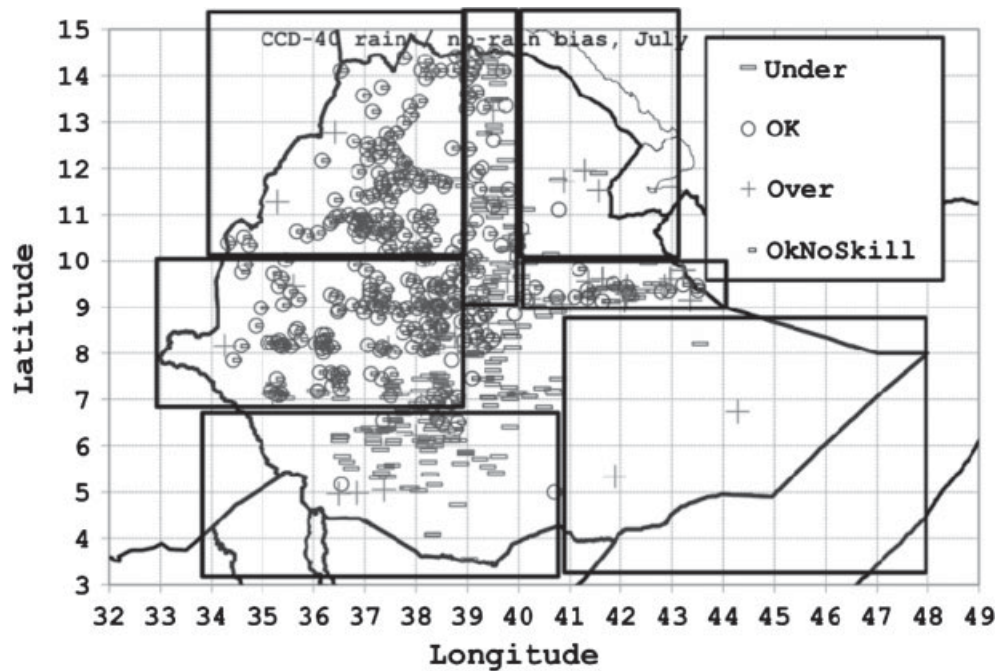 CCD-40 rain / no-rain bias, July
15
14
13
12
11
10
9
8
7
6
5
4
3
Latitude
32 33 34 35 36 37 38 39 40 41 42 43 44 45 46 47 48 49
Longitude
Under
OK
Over
OkNoSkill